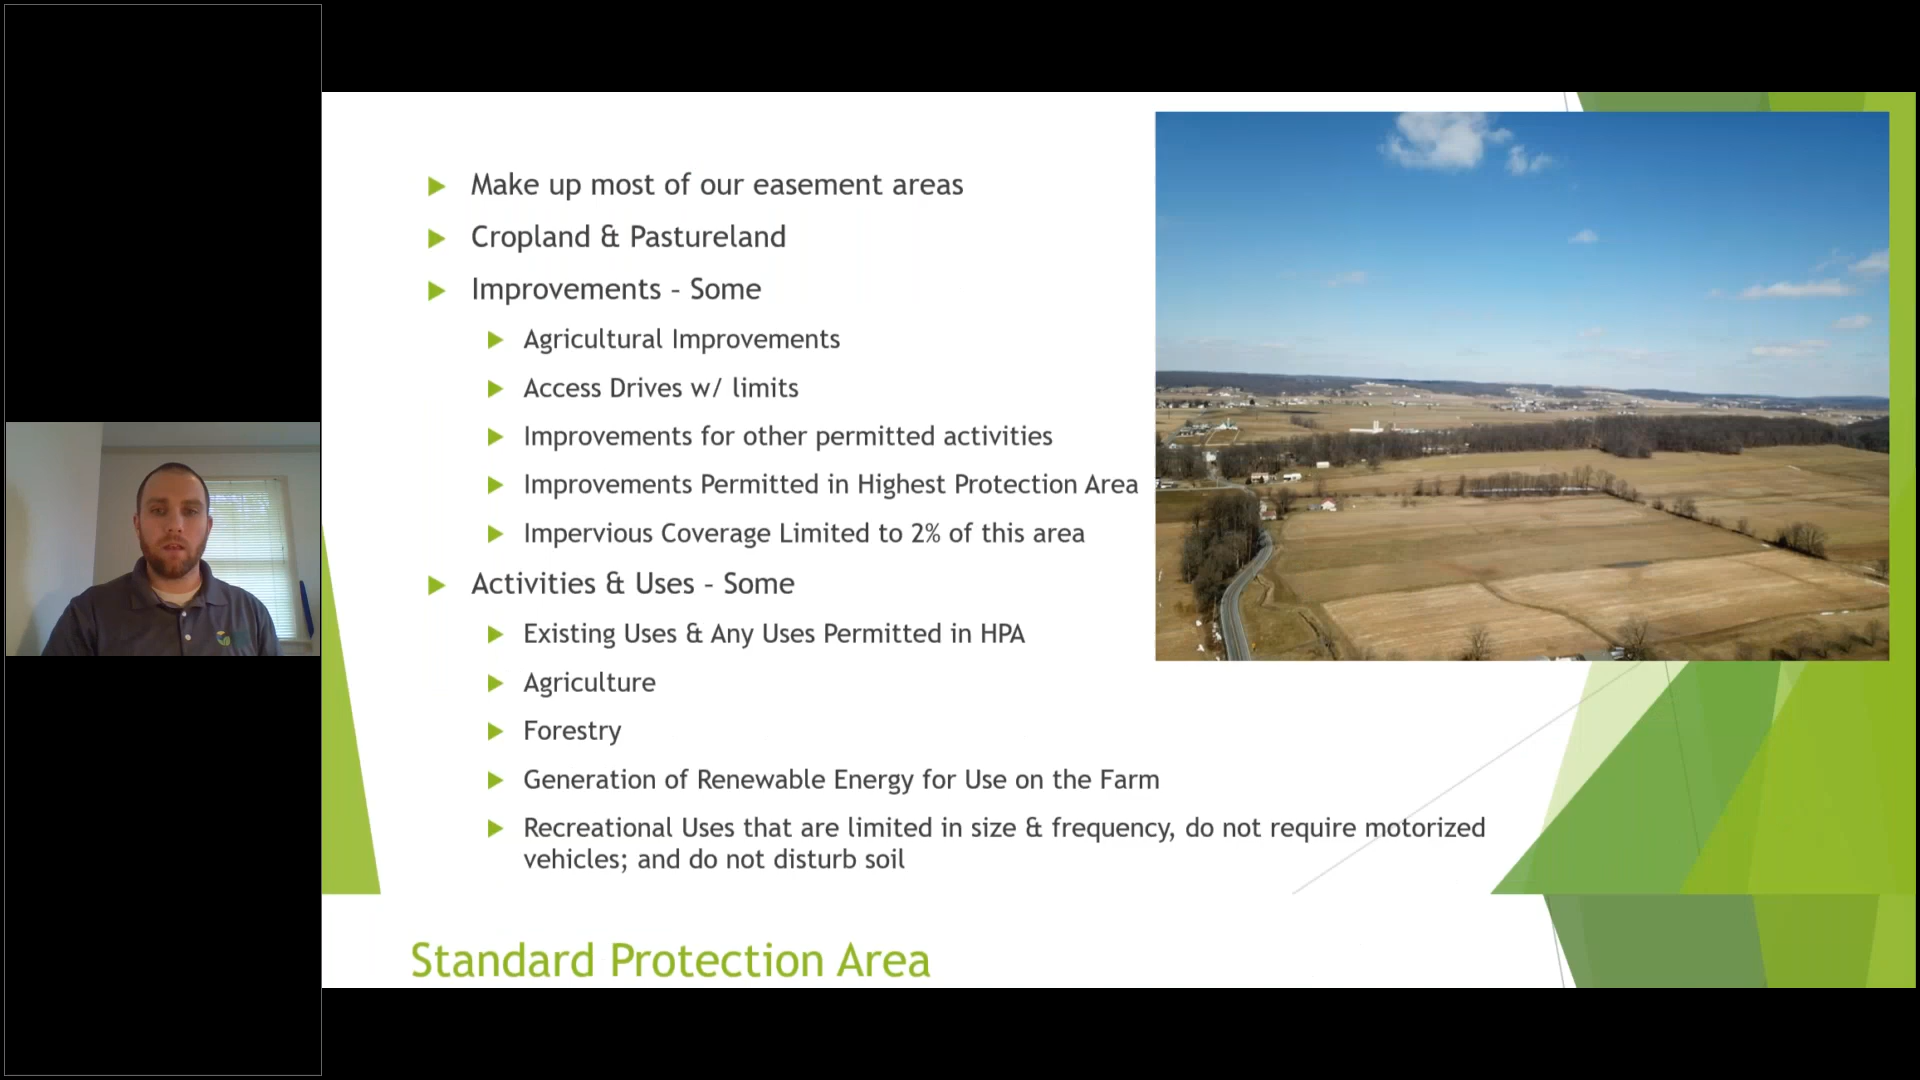 Make up most of our easement areas
Cropland & Pastureland
Improvements – Some
Agricultural Improvements
Access Drives w/ limits
Improvements for other permitted activities
Improvements Permitted in Highest Protection Area
Impervious Coverage Limited to 2% of this area
Activities & Uses – Some
Existing Uses & Any Uses Permitted in HPA
Agriculture
Forestry
Generation of Renewable Energy for Use on the Farm
Recreational Uses that are limited in size & frequency, do not require motorized
vehicles; and do not disturb soil
Standard Protection Area